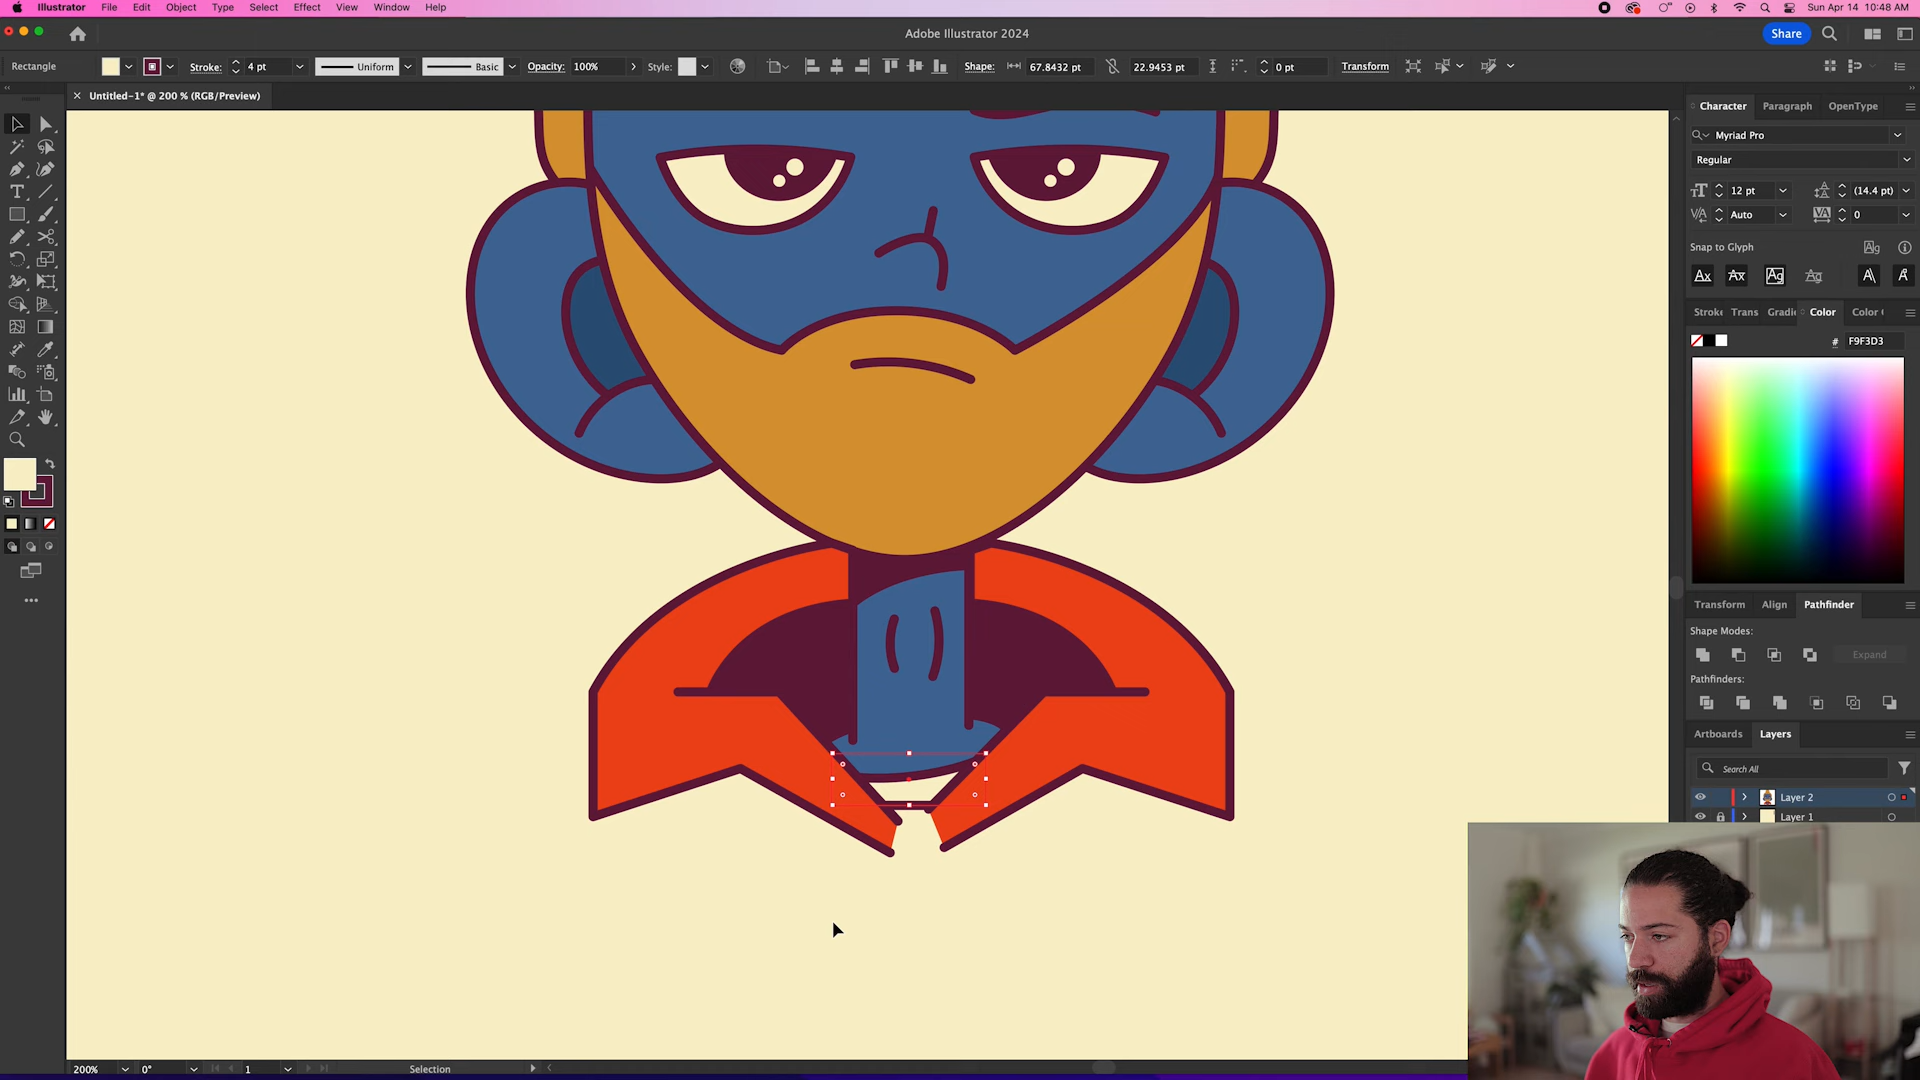 Illustrator File Edit Object Type Select Effect View Window Help Sun Apr 14 10:48 AM
Adobe Illustrator 2024 Share
Rectangle Stroke: 4 pt Uniform Basic Opacity: 100% Style: Shape: 67.8432 pt 22.9453 pt 0 pt Transform
Untitled-1* @ 200 % (RGB/Preview)
Character Paragraph OpenType
Myriad Pro
Regular
12 pt (14.4 pt)
Auto 0
Snap to Glyph
Stroke Trans Gradie Color Color
# F9F3D3
Transform Align Pathfinder
Shape Modes:
Expand
Pathfinders:
Artboards Layers
Search All
Layer 2
Layer 1
200% 0° 1 Selection